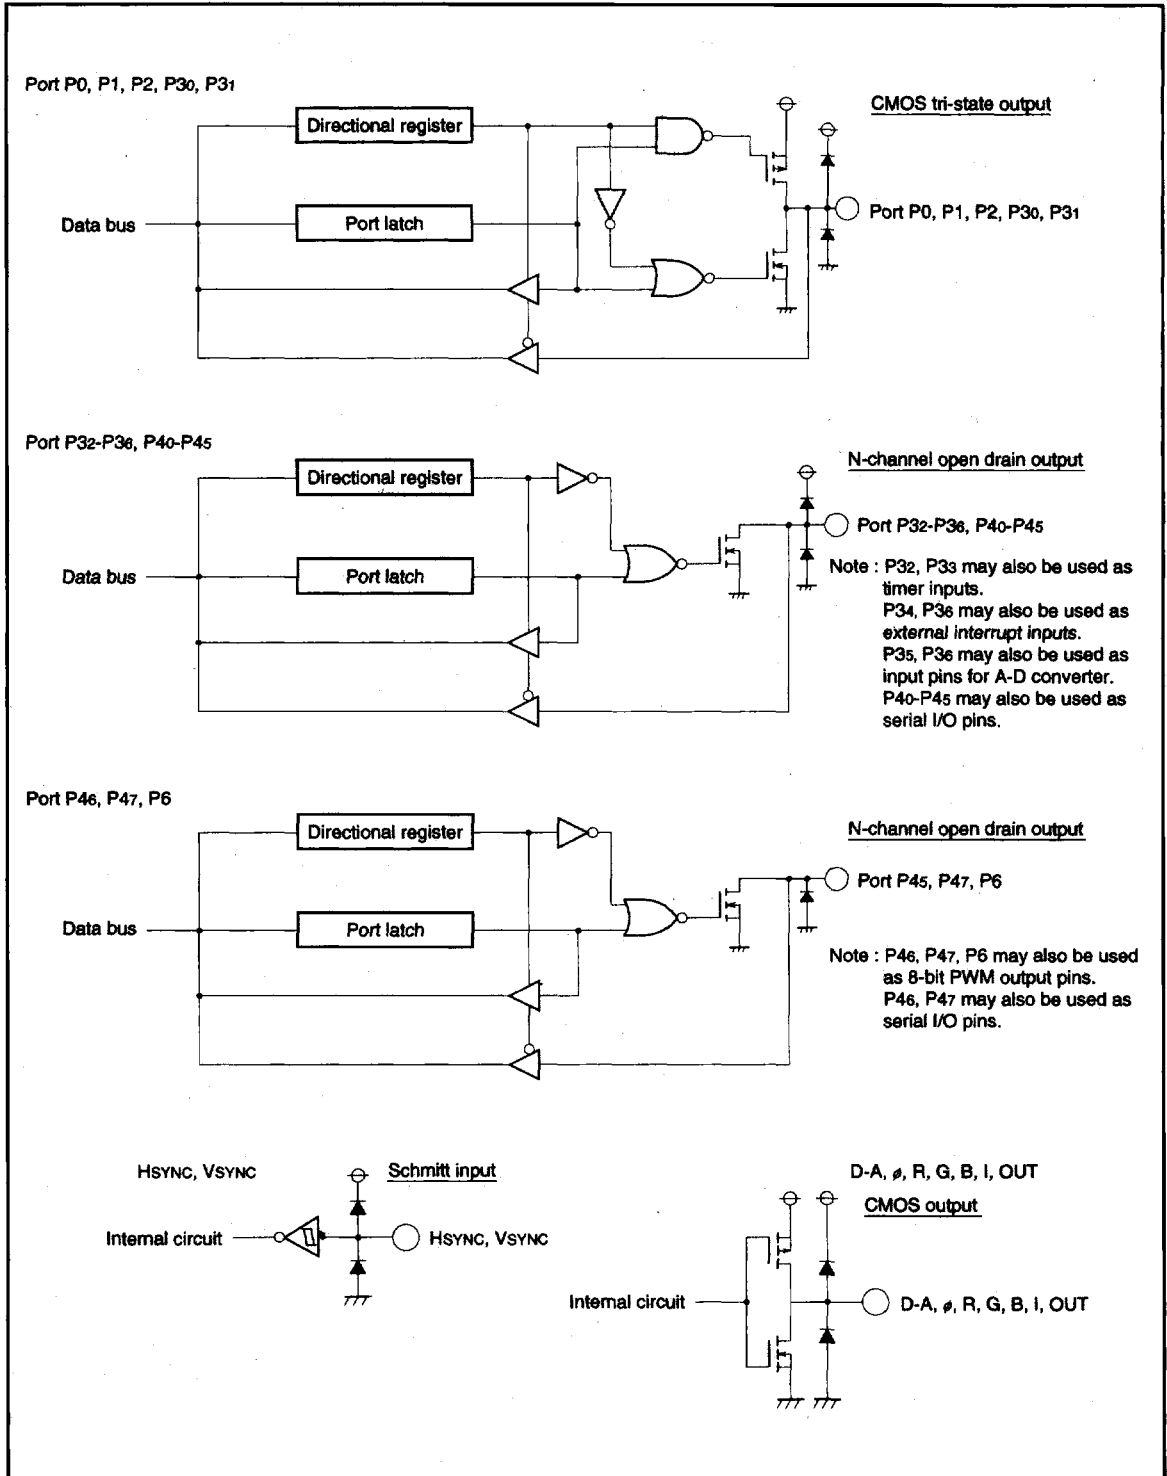 Port P0, P1, P2, P30, P31
CMOS tri-state output
Directional register
Data bus
Port latch
Port P0, P1, P2, P30, P31
Port P32-P36, P40-P45
N-channel open drain output
Directional register
Port P32-P36, P40-P45
Data bus
Port latch
Note : P32, P33 may also be used as
timer inputs.
P34, P36 may also be used as
external interrupt inputs.
P35, P36 may also be used as
input pins for A-D converter.
P40-P45 may also be used as
serial I/O pins.
Port P46, P47, P6
N-channel open drain output
Directional register
Port P45, P47, P6
Data bus
Port latch
Note : P46, P47, P6 may also be used
as 8-bit PWM output pins.
P46, P47 may also be used as
serial I/O pins.
HSYNC, VSYNC
Schmitt input
Internal circuit
HSYNC, VSYNC
D-A, ø, R, G, B, I, OUT
CMOS output
Internal circuit
D-A, ø, R, G, B, I, OUT